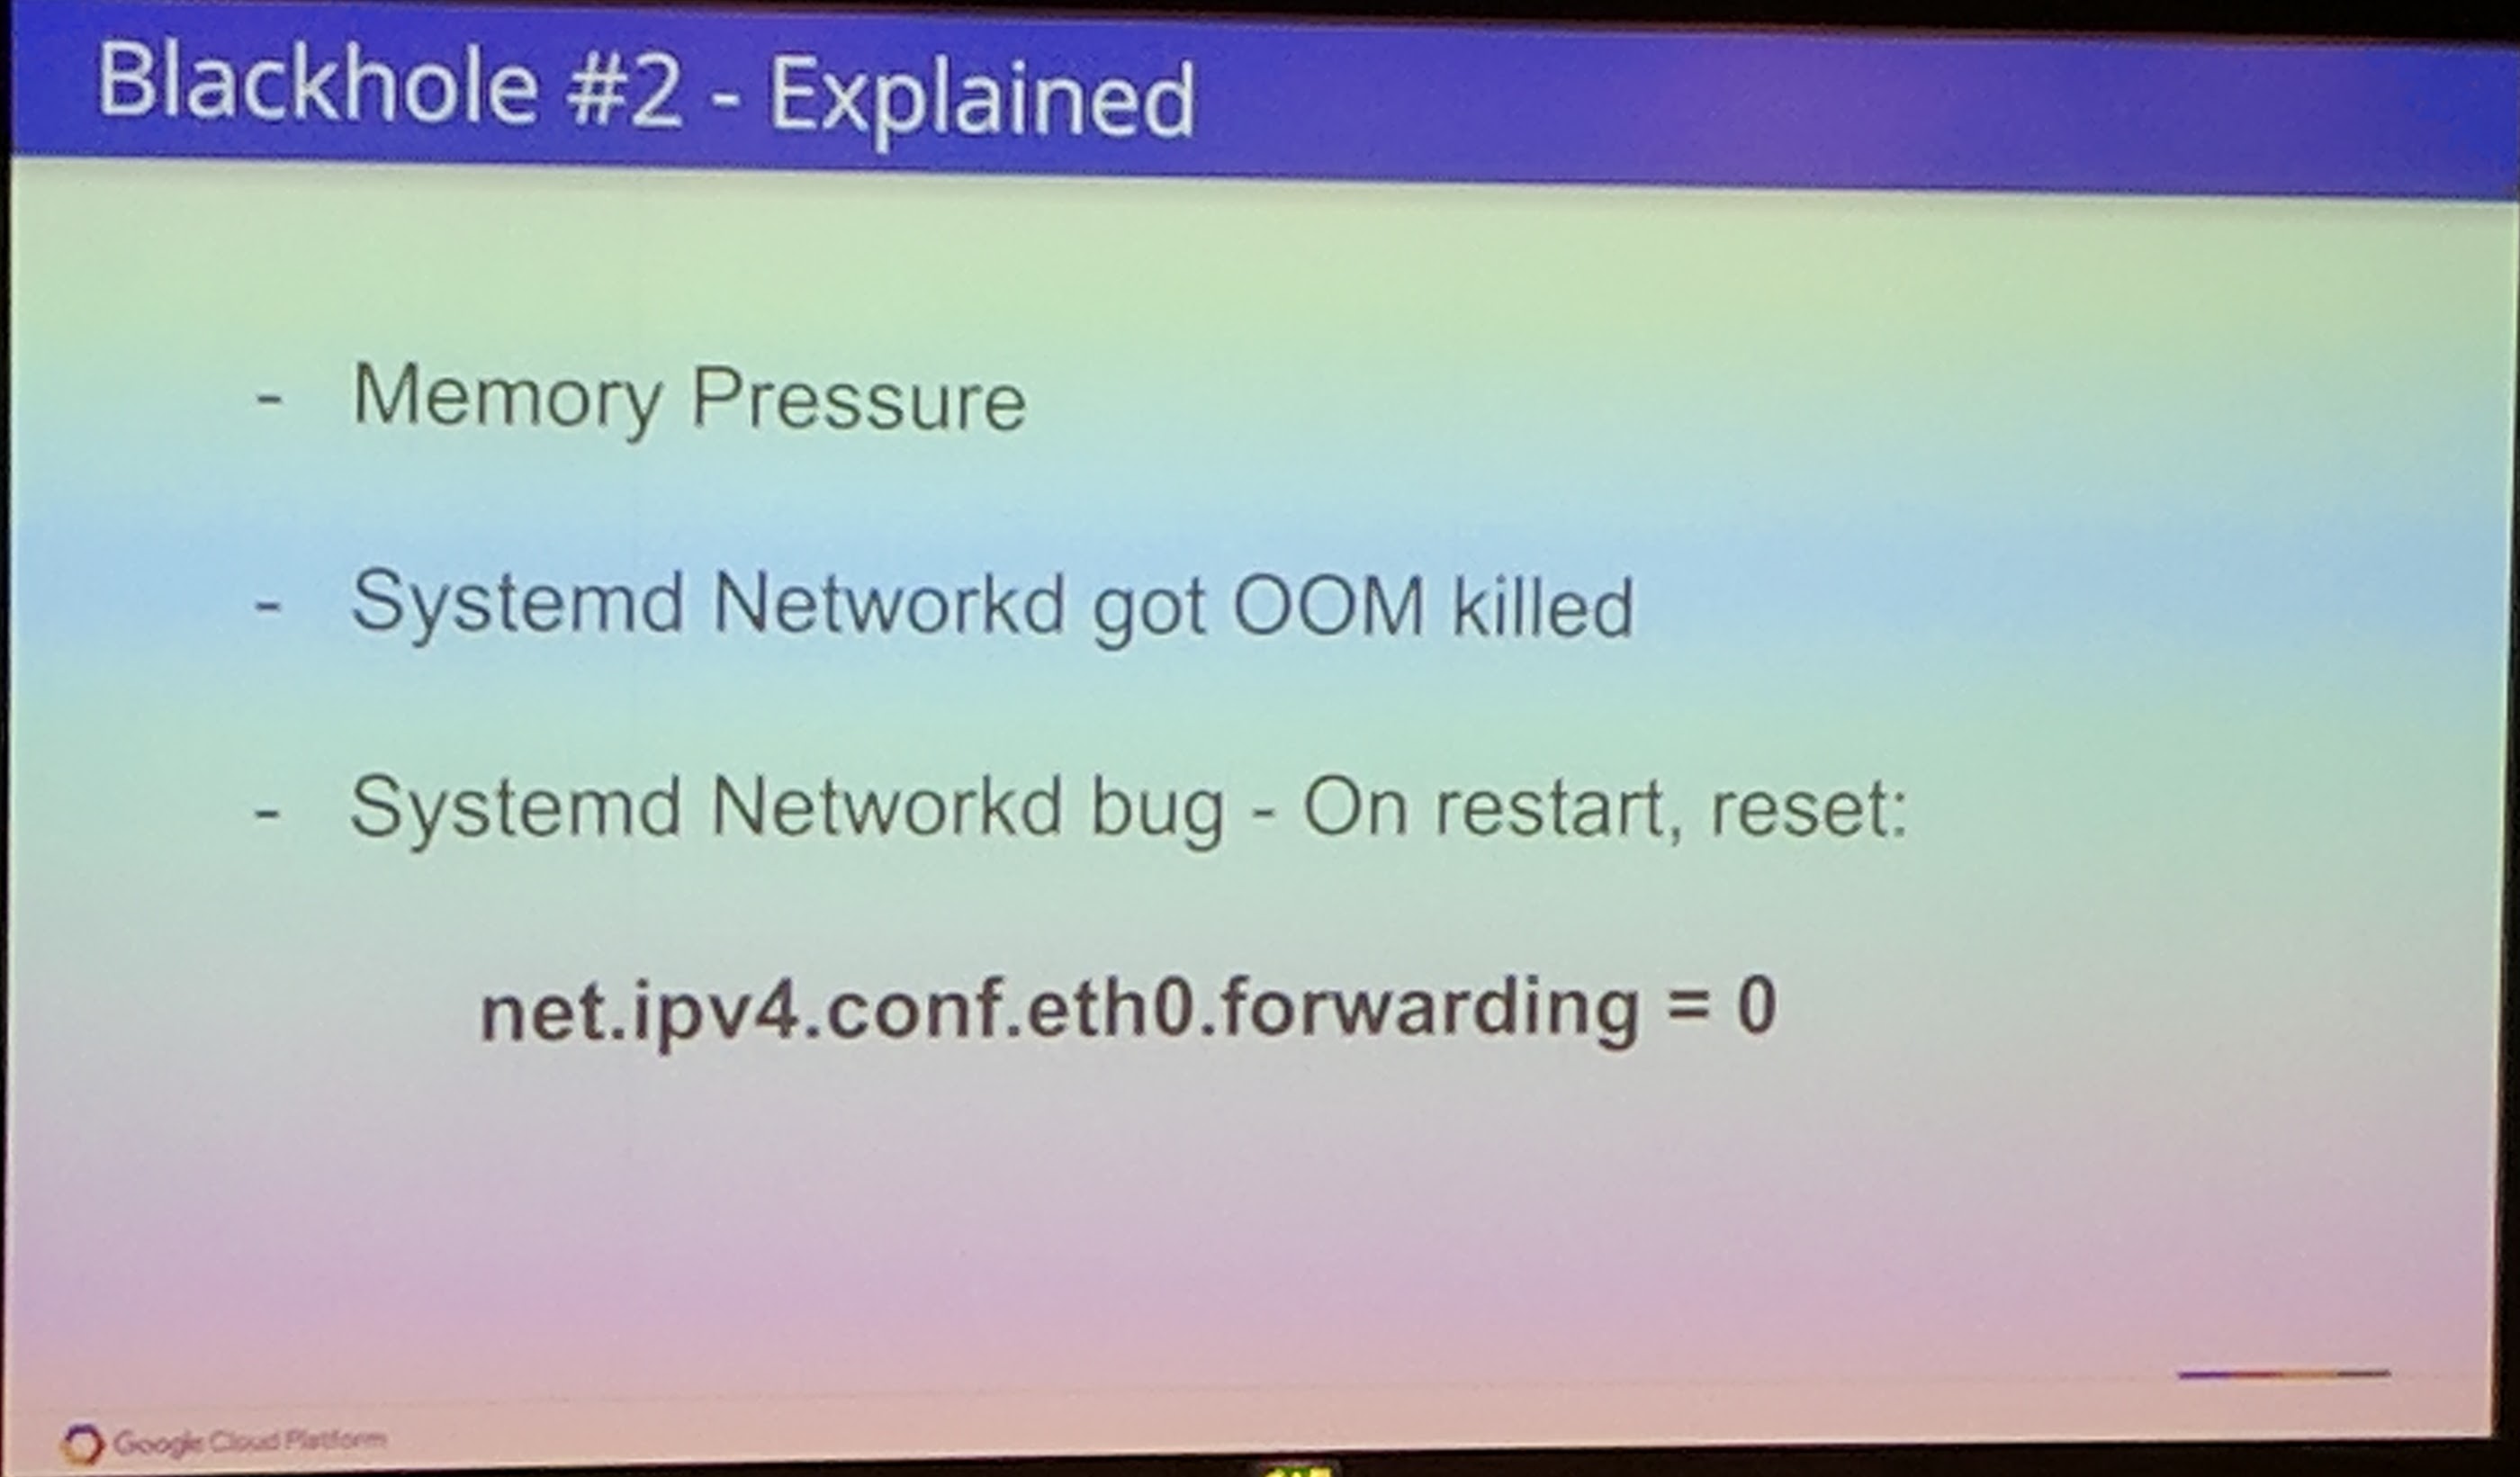 Blackhole #2 - Explained
- Memory Pressure
- Systemd Networkd got OOM killed
- Systemd Networkd bug - On restart, reset:
net.ipv4.conf.eth0.forwarding = 0
Google Cloud Platform